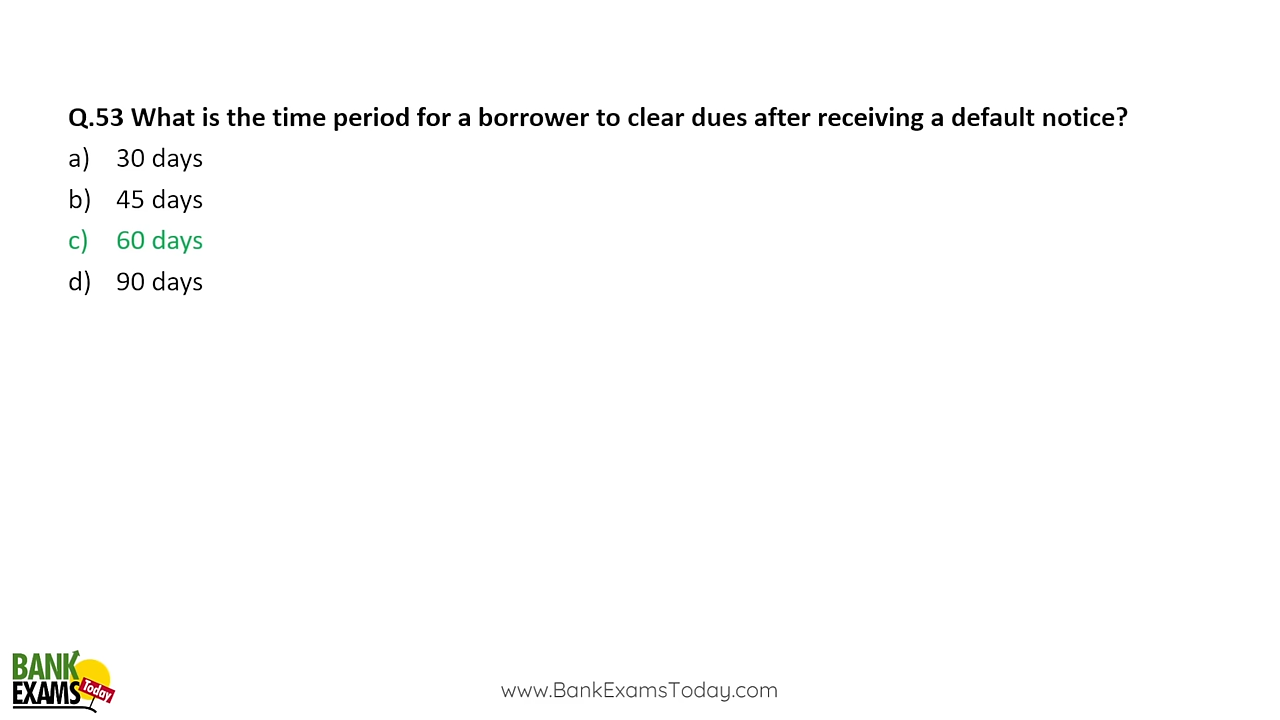 Q.53 What is the time period for a borrower to clear dues after receiving a default notice?
a) 30 days
b) 45 days
c) 60 days
d) 90 days
BANK
EXAMS Today
www.BankExamsToday.com